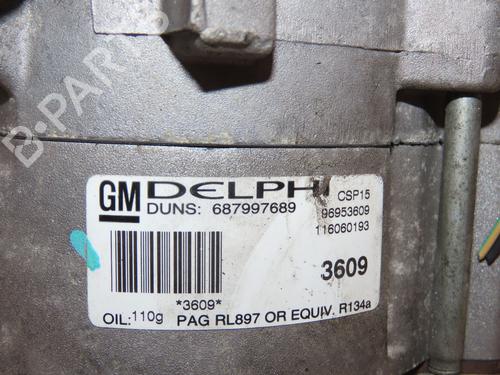 B-PARTS
GM DELPHI CSP15
DUNS: 687997689 96953609
116060193
3609
*3609*
OIL: 110g PAG RL897 OR EQUIV. R134a